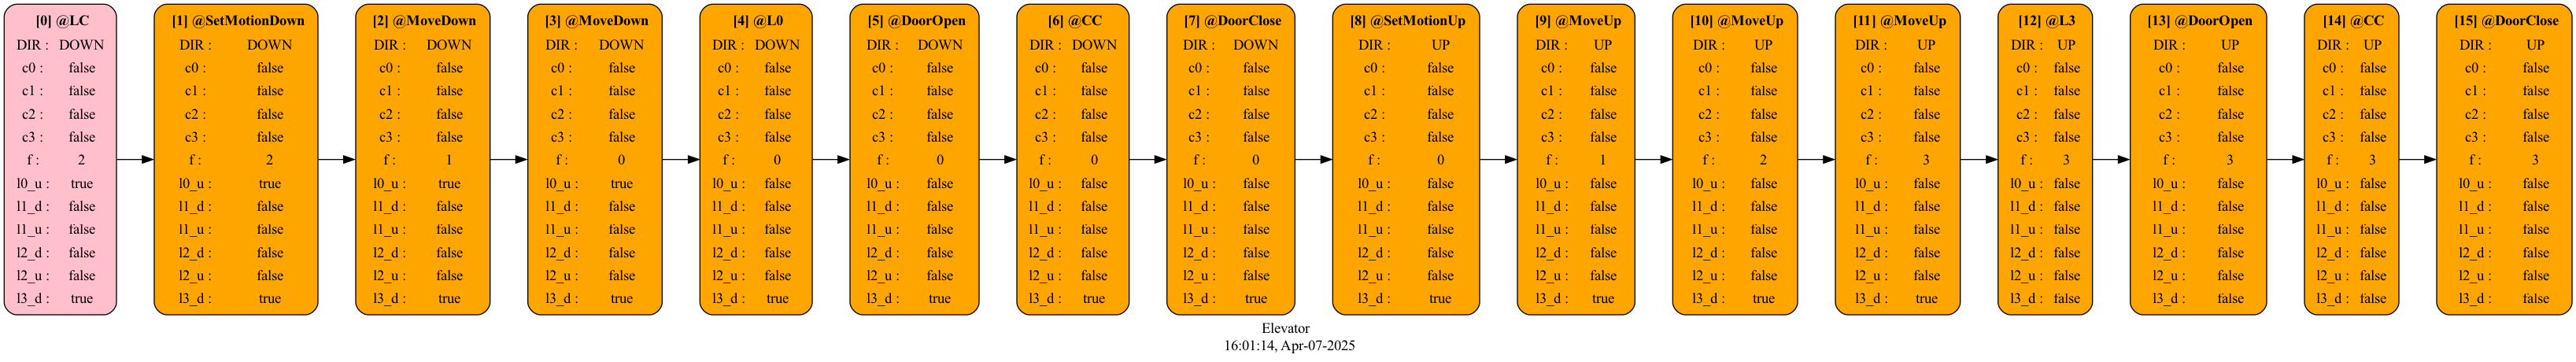 [0] @LC
DIR : DOWN
c0 : false
c1 : false
c2 : false
c3 : false
f : 2
l0_u : true
l1_d : false
l1_u : false
l2_d : false
l2_u : false
l3_d : true
[1] @SetMotionDown
DIR : DOWN
c0 : false
c1 : false
c2 : false
c3 : false
f : 2
l0_u : true
l1_d : false
l1_u : false
l2_d : false
l2_u : false
l3_d : true
[2] @MoveDown
DIR : DOWN
c0 : false
c1 : false
c2 : false
c3 : false
f : 1
l0_u : true
l1_d : false
l1_u : false
l2_d : false
l2_u : false
l3_d : true
[3] @MoveDown
DIR : DOWN
c0 : false
c1 : false
c2 : false
c3 : false
f : 0
l0_u : true
l1_d : false
l1_u : false
l2_d : false
l2_u : false
l3_d : true
[4] @L0
DIR : DOWN
c0 : false
c1 : false
c2 : false
c3 : false
f : 0
l0_u : false
l1_d : false
l1_u : false
l2_d : false
l2_u : false
l3_d : true
[5] @DoorOpen
DIR : DOWN
c0 : false
c1 : false
c2 : false
c3 : false
f : 0
l0_u : false
l1_d : false
l1_u : false
l2_d : false
l2_u : false
l3_d : true
[6] @CC
DIR : DOWN
c0 : false
c1 : false
c2 : false
c3 : false
f : 0
l0_u : false
l1_d : false
l1_u : false
l2_d : false
l2_u : false
l3_d : true
[7] @DoorClose
DIR : DOWN
c0 : false
c1 : false
c2 : false
c3 : false
f : 0
l0_u : false
l1_d : false
l1_u : false
l2_d : false
l2_u : false
l3_d : true
[8] @SetMotionUp
DIR : UP
c0 : false
c1 : false
c2 : false
c3 : false
f : 0
l0_u : false
l1_d : false
l1_u : false
l2_d : false
l2_u : false
l3_d : true
[9] @MoveUp
DIR : UP
c0 : false
c1 : false
c2 : false
c3 : false
f : 1
l0_u : false
l1_d : false
l1_u : false
l2_d : false
l2_u : false
l3_d : true
[10] @MoveUp
DIR : UP
c0 : false
c1 : false
c2 : false
c3 : false
f : 2
l0_u : false
l1_d : false
l1_u : false
l2_d : false
l2_u : false
l3_d : true
[11] @MoveUp
DIR : UP
c0 : false
c1 : false
c2 : false
c3 : false
f : 3
l0_u : false
l1_d : false
l1_u : false
l2_d : false
l2_u : false
l3_d : true
[12] @L3
DIR : UP
c0 : false
c1 : false
c2 : false
c3 : false
f : 3
l0_u : false
l1_d : false
l1_u : false
l2_d : false
l2_u : false
l3_d : false
[13] @DoorOpen
DIR : UP
c0 : false
c1 : false
c2 : false
c3 : false
f : 3
l0_u : false
l1_d : false
l1_u : false
l2_d : false
l2_u : false
l3_d : false
[14] @CC
DIR : UP
c0 : false
c1 : false
c2 : false
c3 : false
f : 3
l0_u : false
l1_d : false
l1_u : false
l2_d : false
l2_u : false
l3_d : false
[15] @DoorClose
DIR : UP
c0 : false
c1 : false
c2 : false
c3 : false
f : 3
l0_u : false
l1_d : false
l1_u : false
l2_d : false
l2_u : false
l3_d : false
Elevator
16:01:14, Apr-07-2025